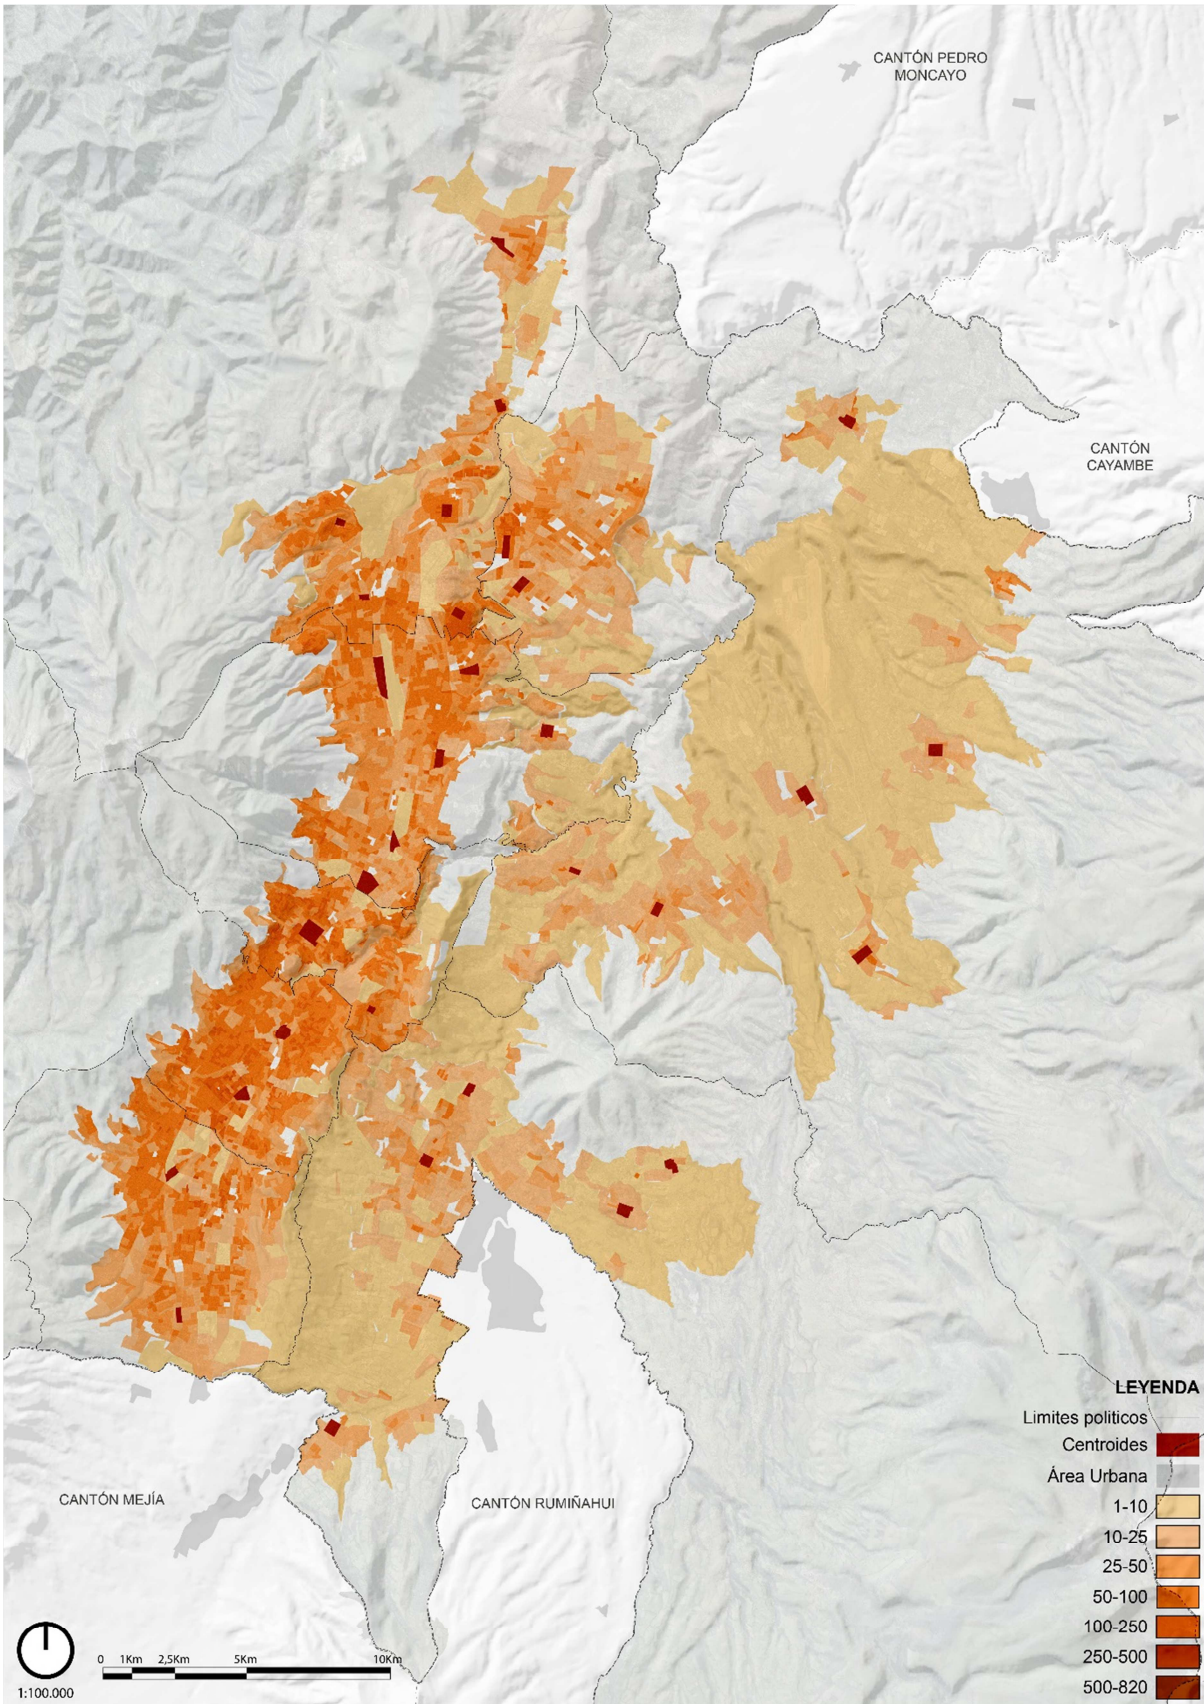 CANTÓN PEDRO
MONCAYO
CANTÓN
CAYAMBE
LEYENDA
Limites politicos
Centroides
Área Urbana
1-10
10-25
25-50
50-100
100-250
250-500
500-820
CANTÓN MEJÍA
CANTÓN RUMIÑAHUI
0 1Km 2,5Km 5Km 10Km
1:100.000